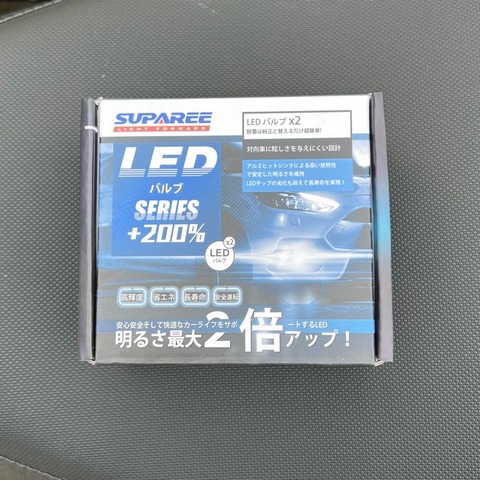 SUPAREE
LIGHT FORWARD
LED
バルブ
SERIES
+200%
x2
LED
バルブ
LED バルブ x2
設置は純正と替えるだけ超簡単!
対向車に眩しさを与えにくい設計
アルミヒットシンクによる高い放熱性
で安定した明るさを維持
LEDチップの劣化も抑えて長寿命を実現!
高輝度 省エネ 長寿命 安全運転
安心安全そして快適なカーライフをサポートするLED
明るさ最大2倍アップ!